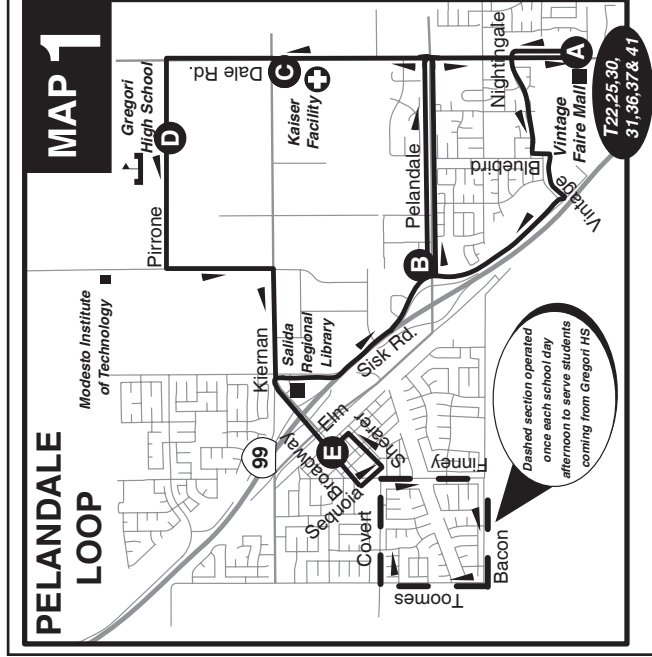 PELANDALE
LOOP
MAP 1
Modesto Institute
of Technology
Pirrone
Gregori
High School
D
Dale Rd.
C
Kaiser
Facility
Kiernan
Salida
Regional
Library
99
Broadway
Elm
E
Shearer
Sequoia
Sisk Rd.
B
Pelandale
Nightingale
A
Vintage
Faire Mall
Bluebird
Vintage
T22,25,30,
31,36,37& 41
Covert
Finney
Toomes
Bacon
Dashed section operated
once each school day
afternoon to serve students
coming from Gregori HS